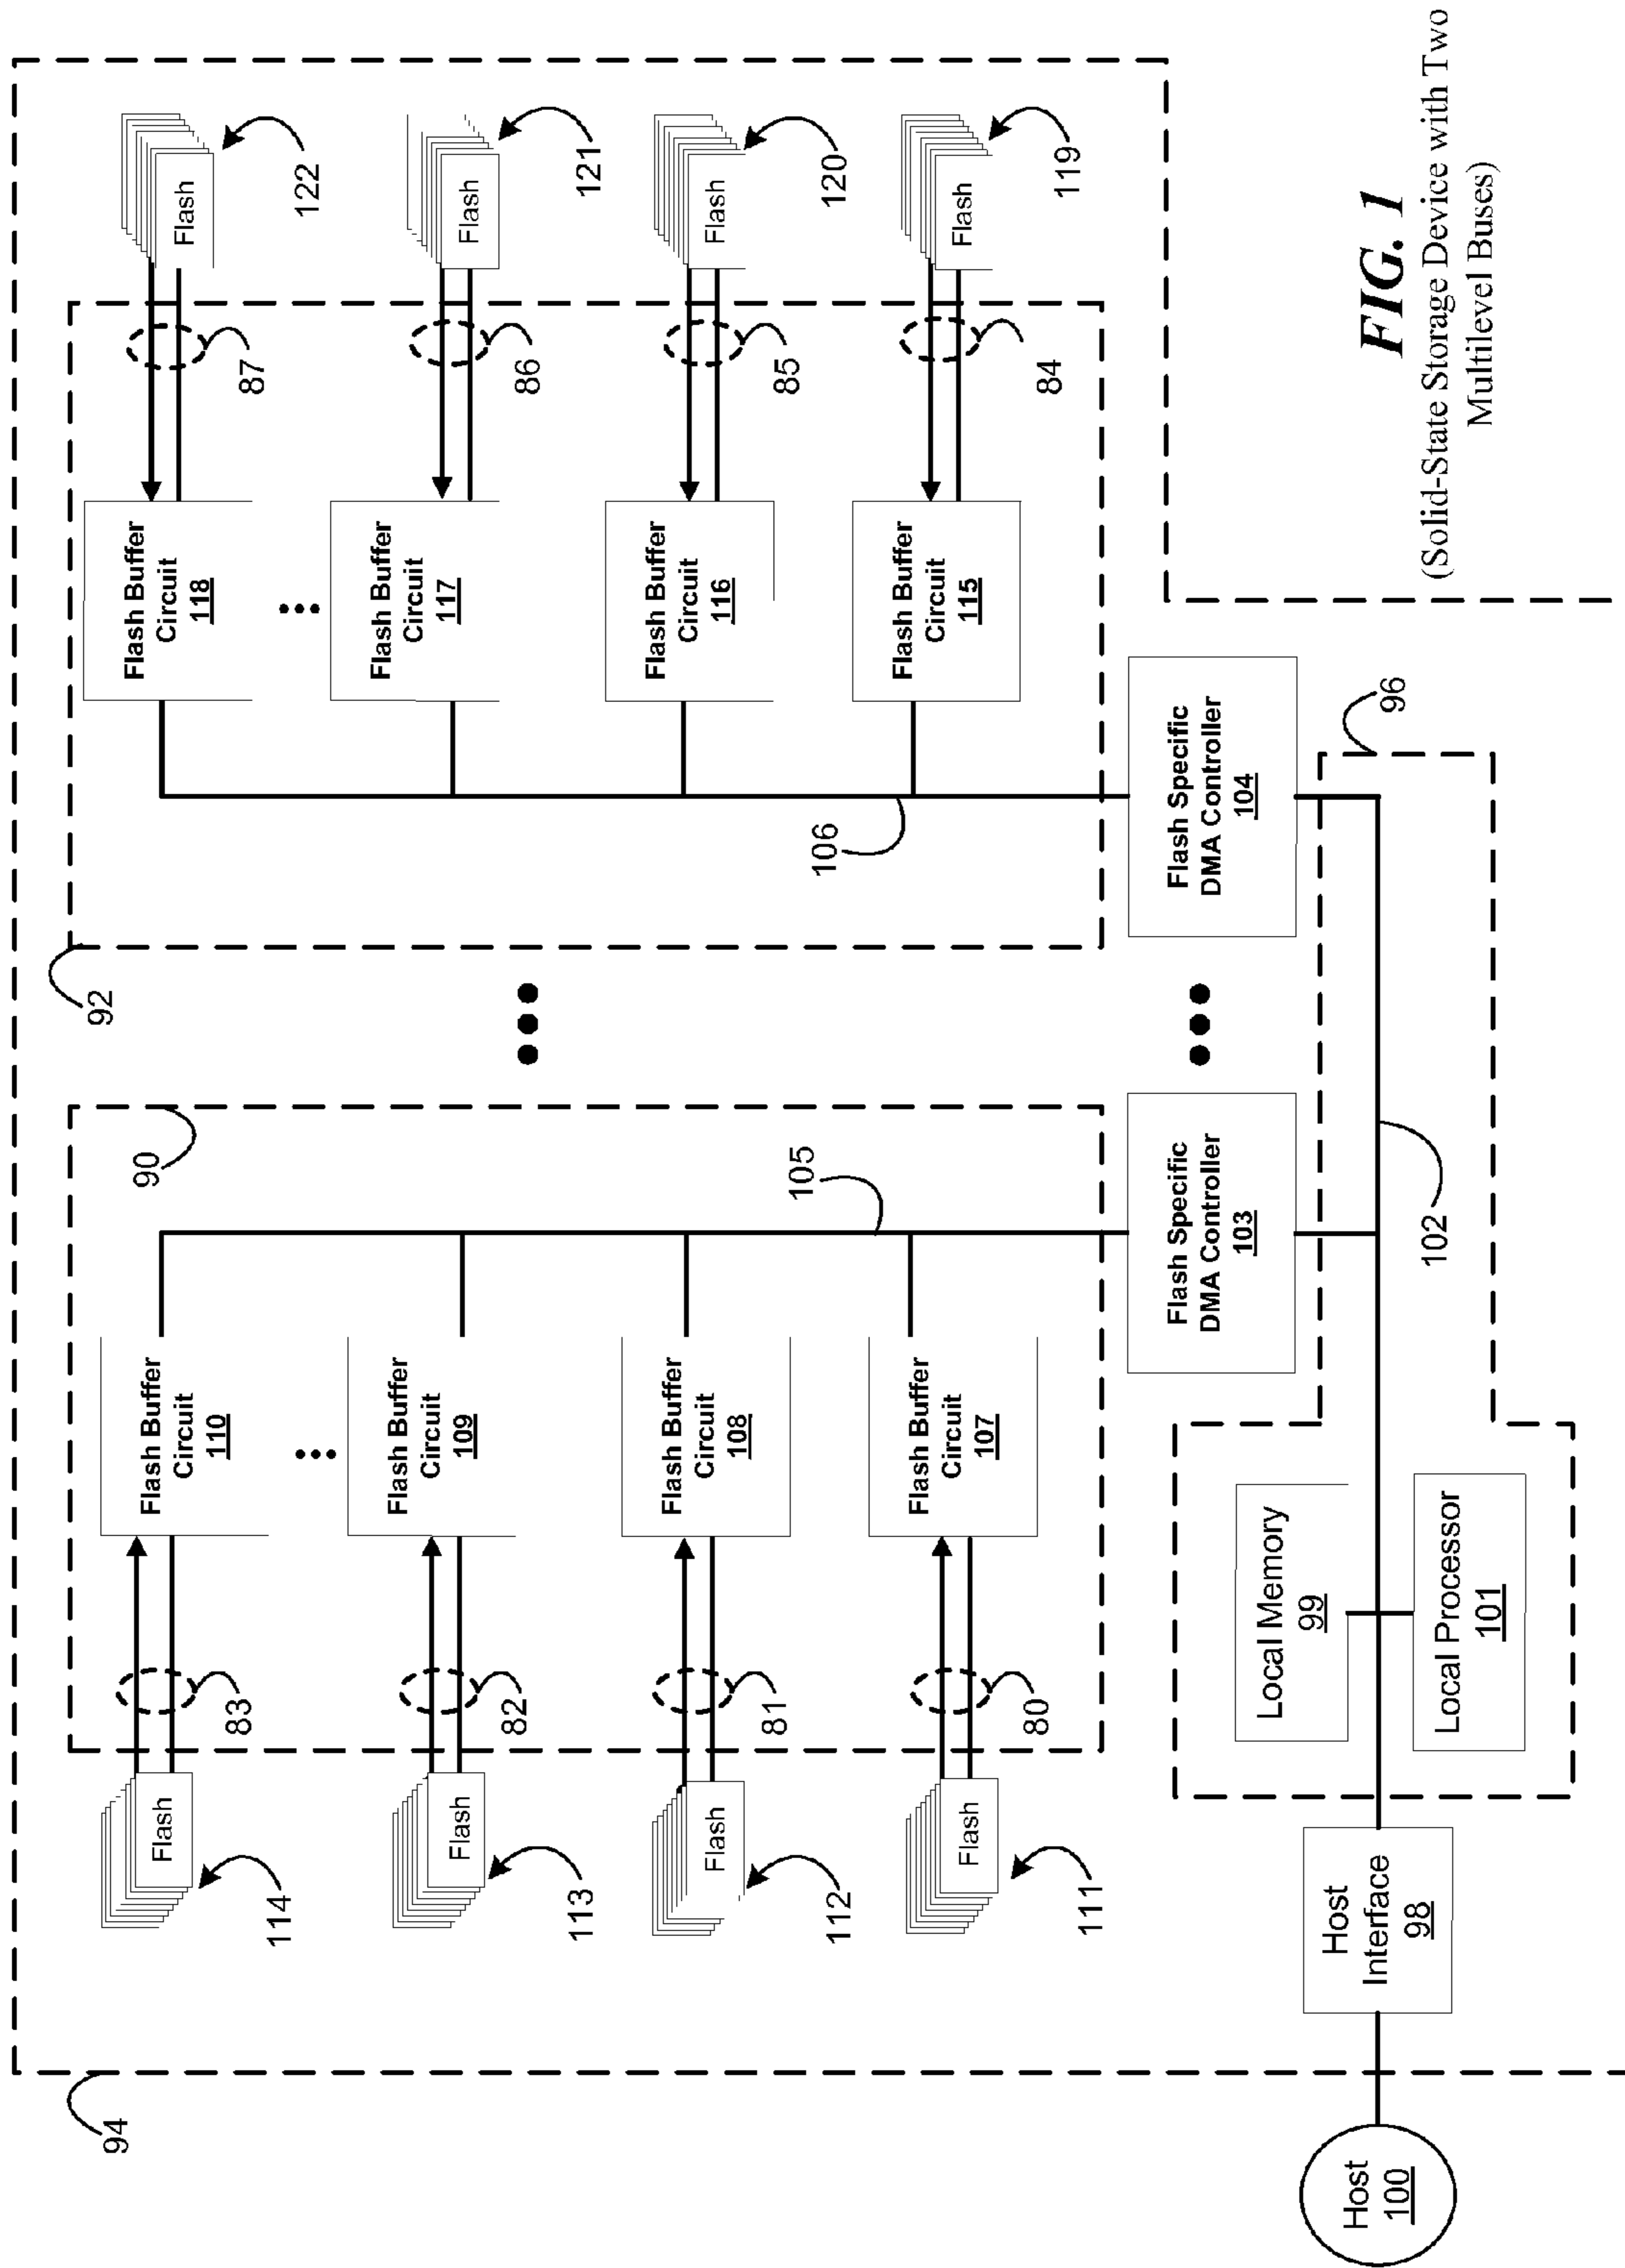 94
92
90
114
Flash
83
Flash Buffer
Circuit
110
Flash Buffer
Circuit
118
87
Flash
122
113
Flash
82
Flash Buffer
Circuit
109
Flash Buffer
Circuit
117
86
Flash
121
112
Flash
81
Flash Buffer
Circuit
108
Flash Buffer
Circuit
116
85
Flash
120
111
Flash
80
Flash Buffer
Circuit
107
105
106
Flash Buffer
Circuit
115
84
Flash
119
Flash Specific
DMA Controller
103
Flash Specific
DMA Controller
104
96
Local Memory
99
Local Processor
101
102
Host
Interface
98
Host
100
FIG. 1
(Solid-State Storage Device with Two
Multilevel Buses)